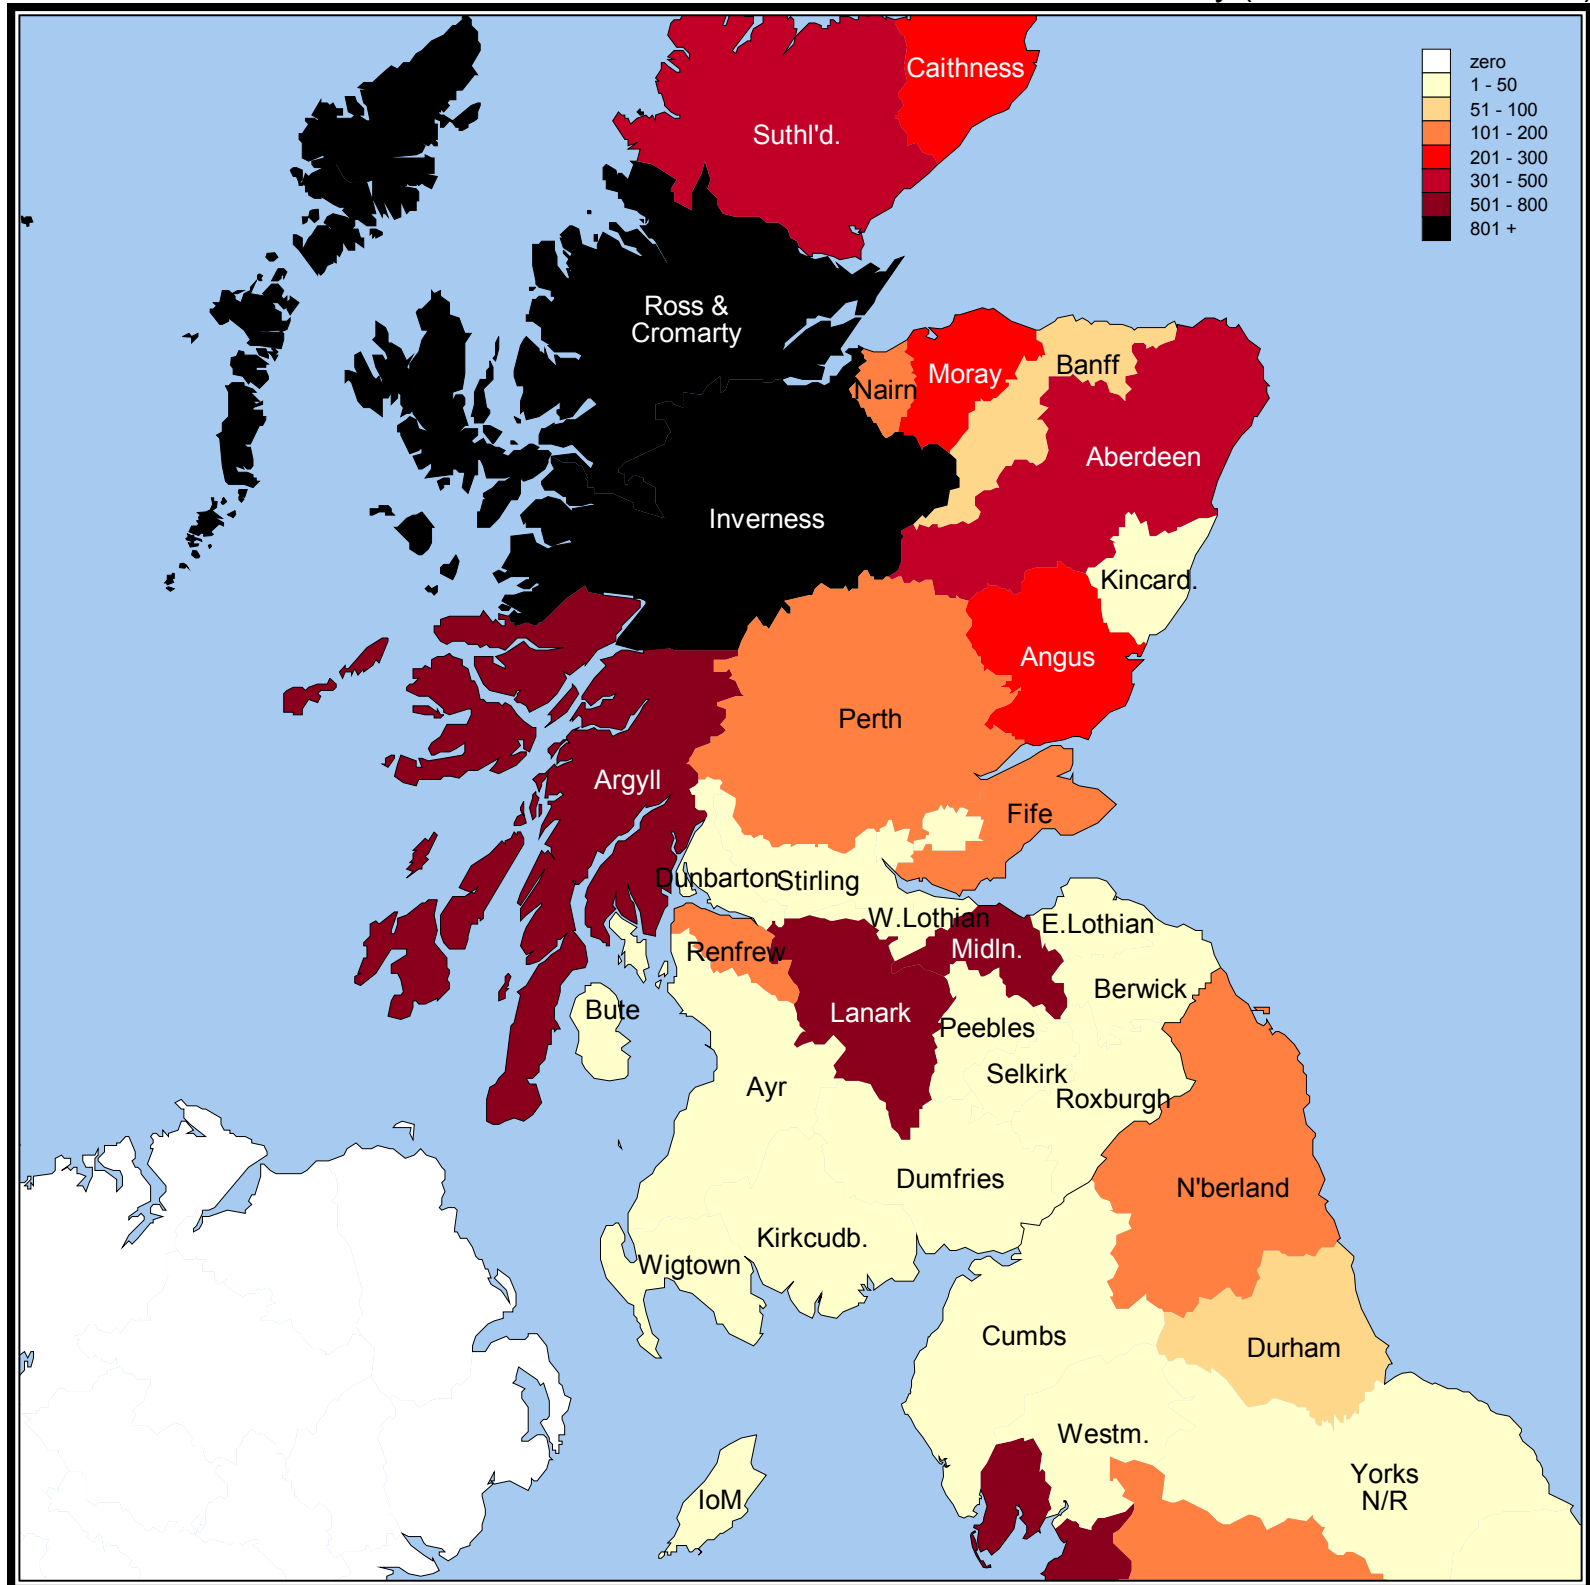 zero
1 - 50
51 - 100
101 - 200
201 - 300
301 - 500
501 - 800
801 +
Caithness
Suthl'd.
Ross &
Cromarty
Nairn
Moray
Banff
Aberdeen
Inverness
Kincard.
Angus
Perth
Argyll
Fife
Dunbarton
Stirling
W.Lothian
E.Lothian
Renfrew
Midln.
Berwick
Bute
Lanark
Peebles
Selkirk
Ayr
Roxburgh
Dumfries
N'berland
Kirkcudb.
Wigtown
Cumbs
Durham
Westm.
Yorks
N/R
IoM